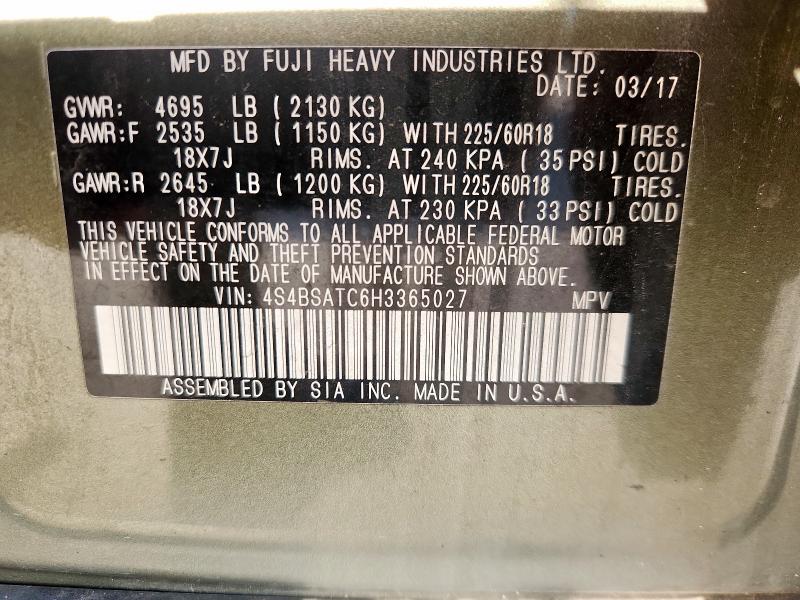 MFD BY FUJI HEAVY INDUSTRIES LTD.
DATE: 03/17
GVWR: 4695 LB ( 2130 KG)
GAWR:F 2535 LB ( 1150 KG) WITH 225/60R18 TIRES.
18X7J RIMS. AT 240 KPA ( 35 PSI) COLD
GAWR:R 2645 LB ( 1200 KG) WITH 225/60R18 TIRES.
18X7J RIMS. AT 230 KPA ( 33 PSI) COLD
THIS VEHICLE CONFORMS TO ALL APPLICABLE FEDERAL MOTOR
VEHICLE SAFETY AND THEFT PREVENTION STANDARDS
IN EFFECT ON THE DATE OF MANUFACTURE SHOWN ABOVE.
VIN: 4S4BSATC6H3365027 MPV
ASSEMBLED BY SIA INC. MADE IN U.S.A.